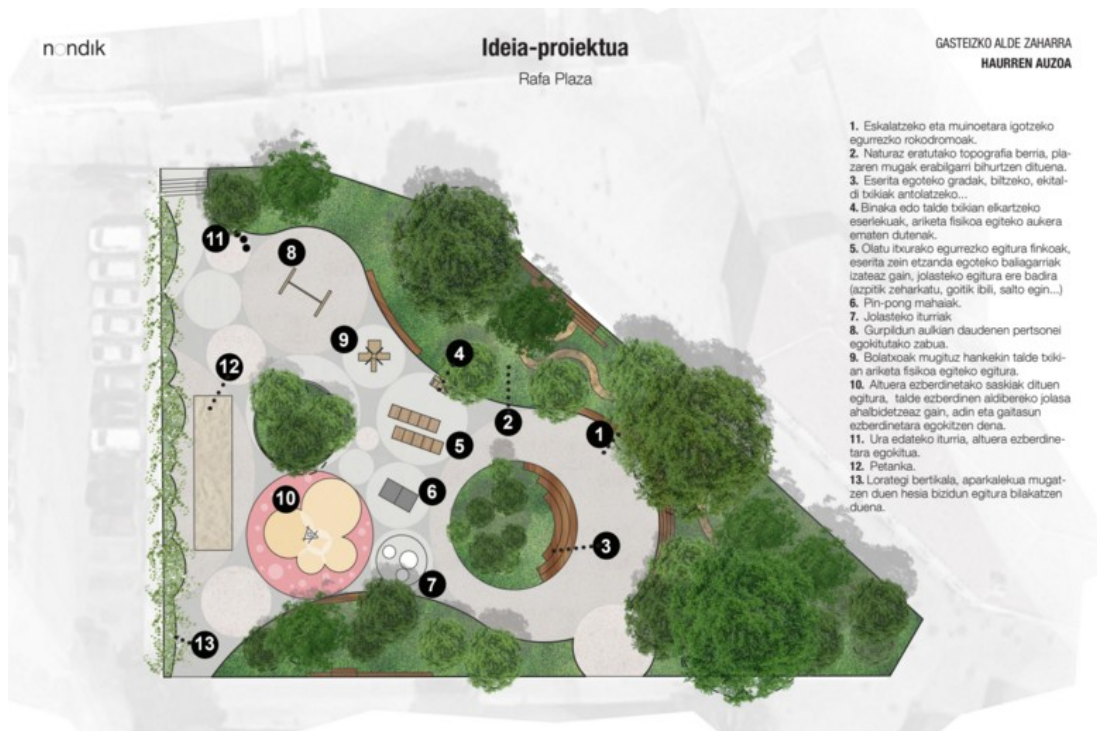 nondik
Ideia-proiektua
Rafa Plaza
GASTEIZKO ALDE ZAHARRA
HAURREN AUZOA
1. Eskalatzeko eta muinoetara igotzeko
egurrezko rokodromoak.
2. Naturaz eratutako topografia berria, pla-
zaren mugak erabilgarri bihurtzen dituena.
3. Eserita egoteko gradak, biltzeko, ekital-
di txikiak antolatzeko...
4. Binaka edo talde txikian elkartzeko
eserlekuak, ariketa fisikoa egiteko aukera
ematen dutenak.
5. Olatu itxurako egurrezko egitura finkoak,
eserita zein etzanda egoteko baliagarriak
izateaz gain, jolasteko egitura ere badira
(azpitik zeharkatu, goitik ibili, salto egin...)
6. Pin-pong mahaiak.
7. Jolasteko iturriak
8. Gurpildun aulkian daudenen pertsonei
egokitutako zabua.
9. Bolatxoak mugituz hankekin talde txiki-
an ariketa fisikoa egiteko egitura.
10. Altuera ezberdinetako saskiak dituen
egitura, talde ezberdinen aldibereko jolasa
ahalbidetzeaz gain, adin eta gaitasun
ezberdinetara egokitzen dena.
11. Ura edateko iturria, altuera ezberdine-
tara egokitua.
12. Petanka.
13. Lorategi bertikala, aparkalekua mugat-
zen duen hesia bizidun egitura bilakatzen
duena.
11
8
9
4
12
2
1
5
6
10
3
7
13